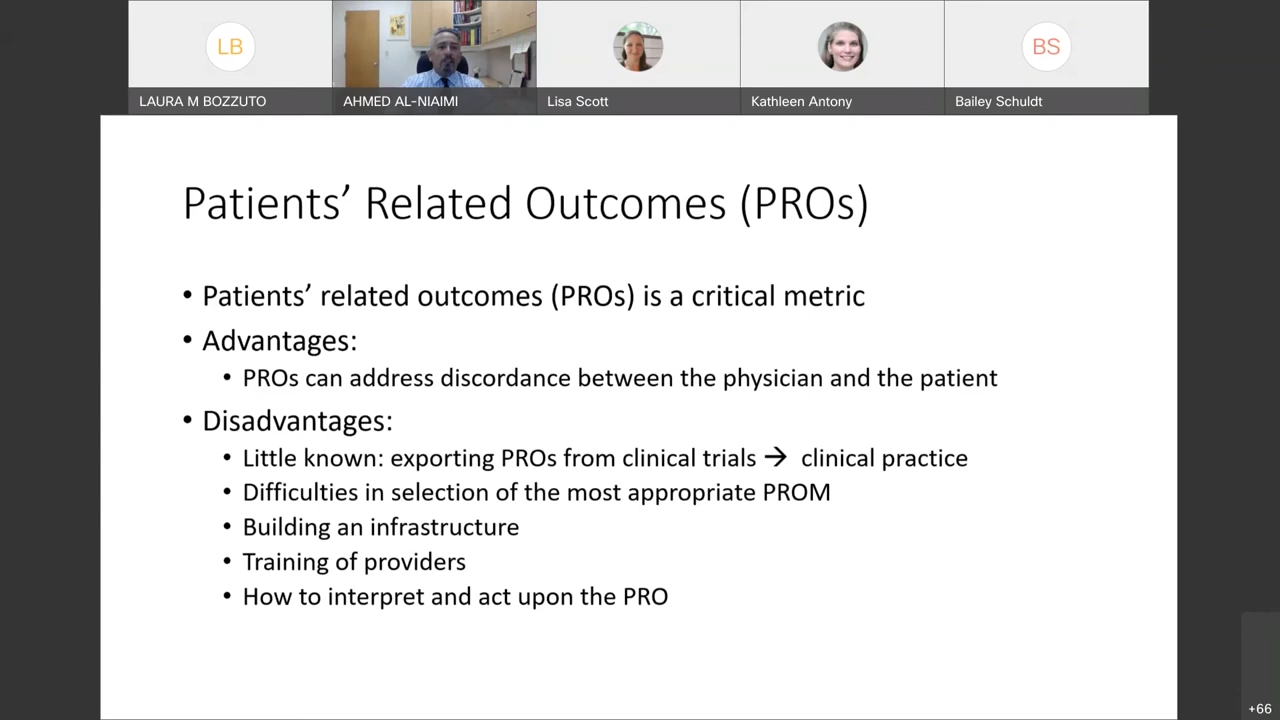 LB
BS
LAURA M BOZZUTO
AHMED AL-NIAIMI
Lisa Scott
Kathleen Antony
Bailey Schuldt
Patients’ Related Outcomes (PROs)
• Patients’ related outcomes (PROs) is a critical metric
• Advantages:
• PROs can address discordance between the physician and the patient
• Disadvantages:
• Little known: exporting PROs from clinical trials → clinical practice
• Difficulties in selection of the most appropriate PROM
• Building an infrastructure
• Training of providers
• How to interpret and act upon the PRO
+66